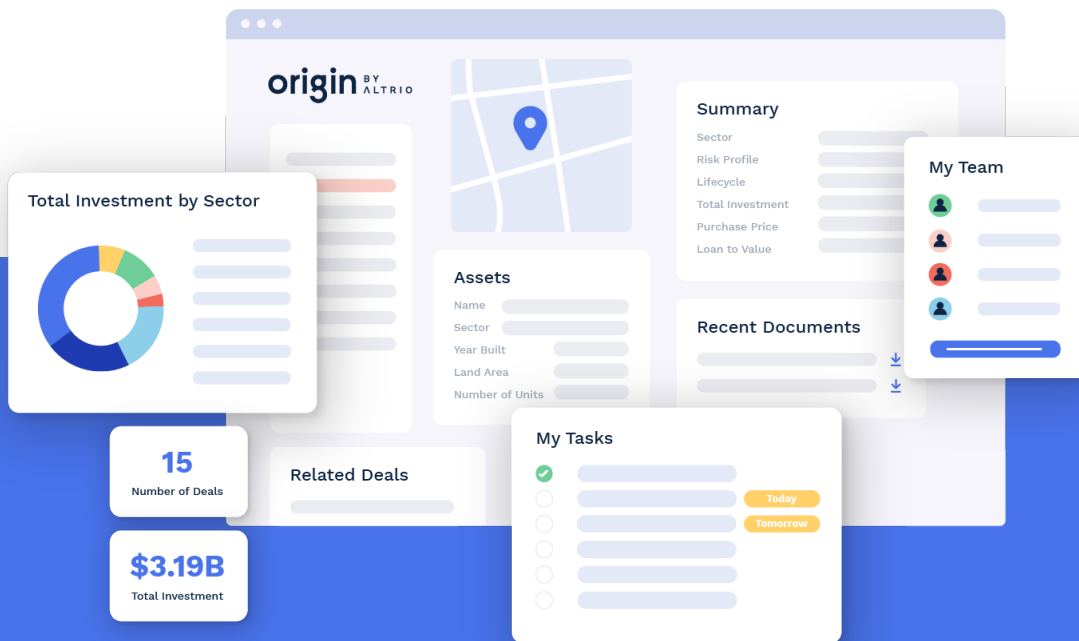 origin BY
ALTRIO
Total Investment by Sector
15
Number of Deals
$3.19B
Total Investment
Related Deals
Assets
Name
Sector
Year Built
Land Area
Number of Units
Summary
Sector
Risk Profile
Lifecycle
Total Investment
Purchase Price
Loan to Value
Recent Documents
My Team
My Tasks
Today
Tomorrow